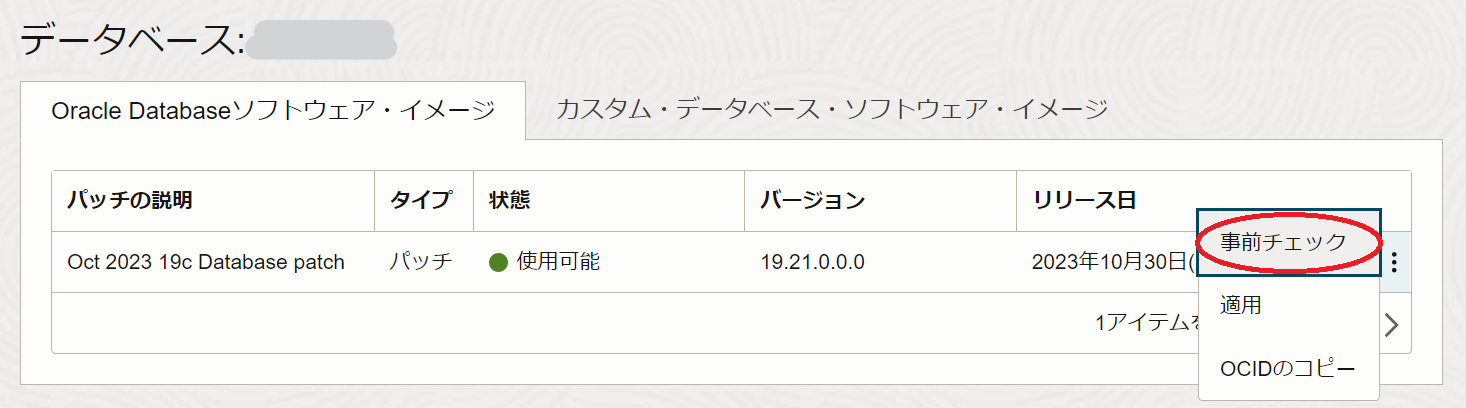 データベース:
Oracle Databaseソフトウェア・イメージ カスタム・データベース・ソフトウェア・イメージ
パッチの説明 タイプ 状態 バージョン リリース日
事前チェック
Oct 2023 19c Database patch パッチ 使用可能 19.21.0.0.0 2023年10月30日(
適用
1アイテムを
OCIDのコピー